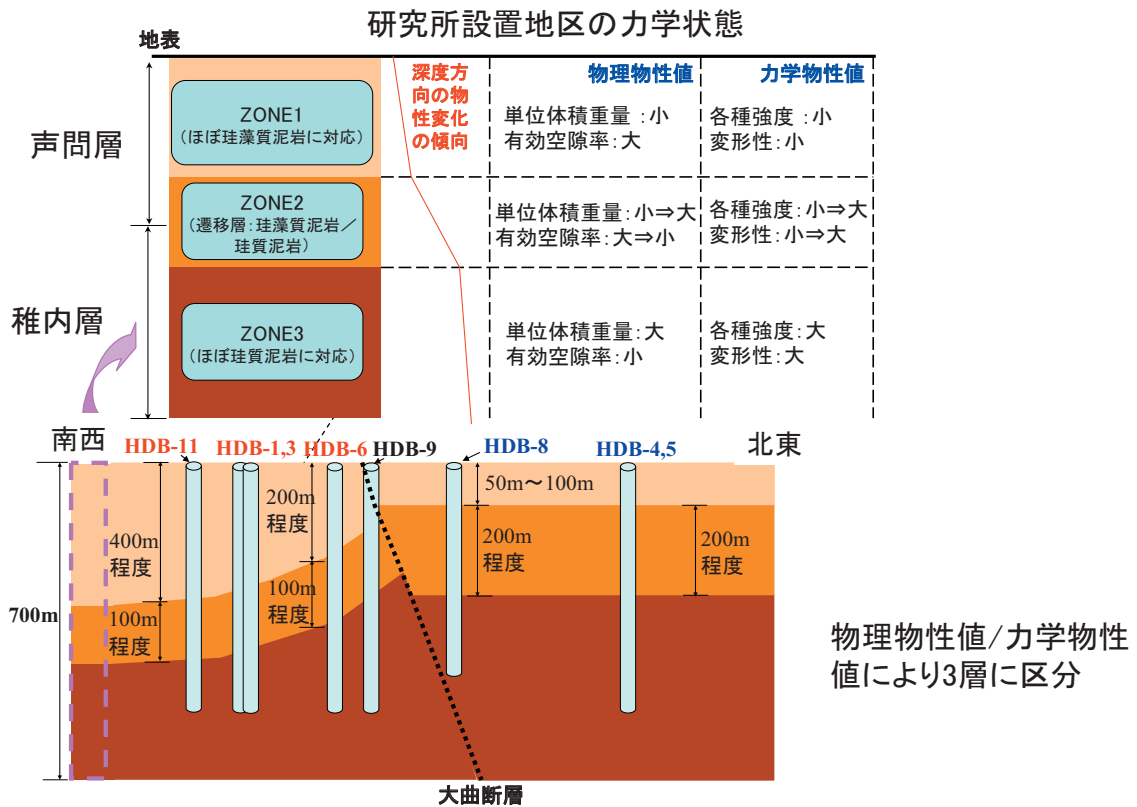 研究所設置地区の力学状態
地表
深度方
向の物
性変化
の傾向
物理物性値
力学物性値
声問層
ZONE1
(ほぼ珪藻質泥岩に対応)
単位体積重量:小
有効空隙率:大
各種強度:小
変形性:小
ZONE2
(遷移層:珪藻質泥岩/
珪質泥岩)
単位体積重量:小⇒大
有効空隙率:大⇒小
各種強度:小⇒大
変形性:小⇒大
稚内層
ZONE3
(ほぼ珪質泥岩に対応)
単位体積重量:大
有効空隙率:小
各種強度:大
変形性:大
南西
HDB-11
HDB-1,3
HDB-6
HDB-9
HDB-8
HDB-4,5
北東
50m~100m
200m
程度
400m
程度
200m
程度
200m
程度
100m
程度
100m
程度
700m
物理物性値/力学物性
値により3層に区分
大曲断層